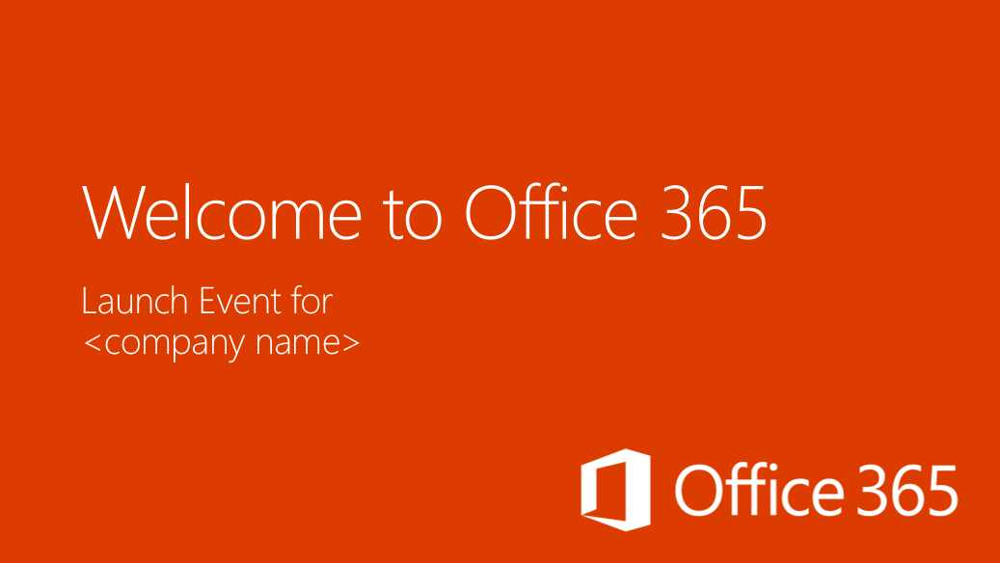 Welcome to Office 365
Launch Event for
<company name>
Office 365